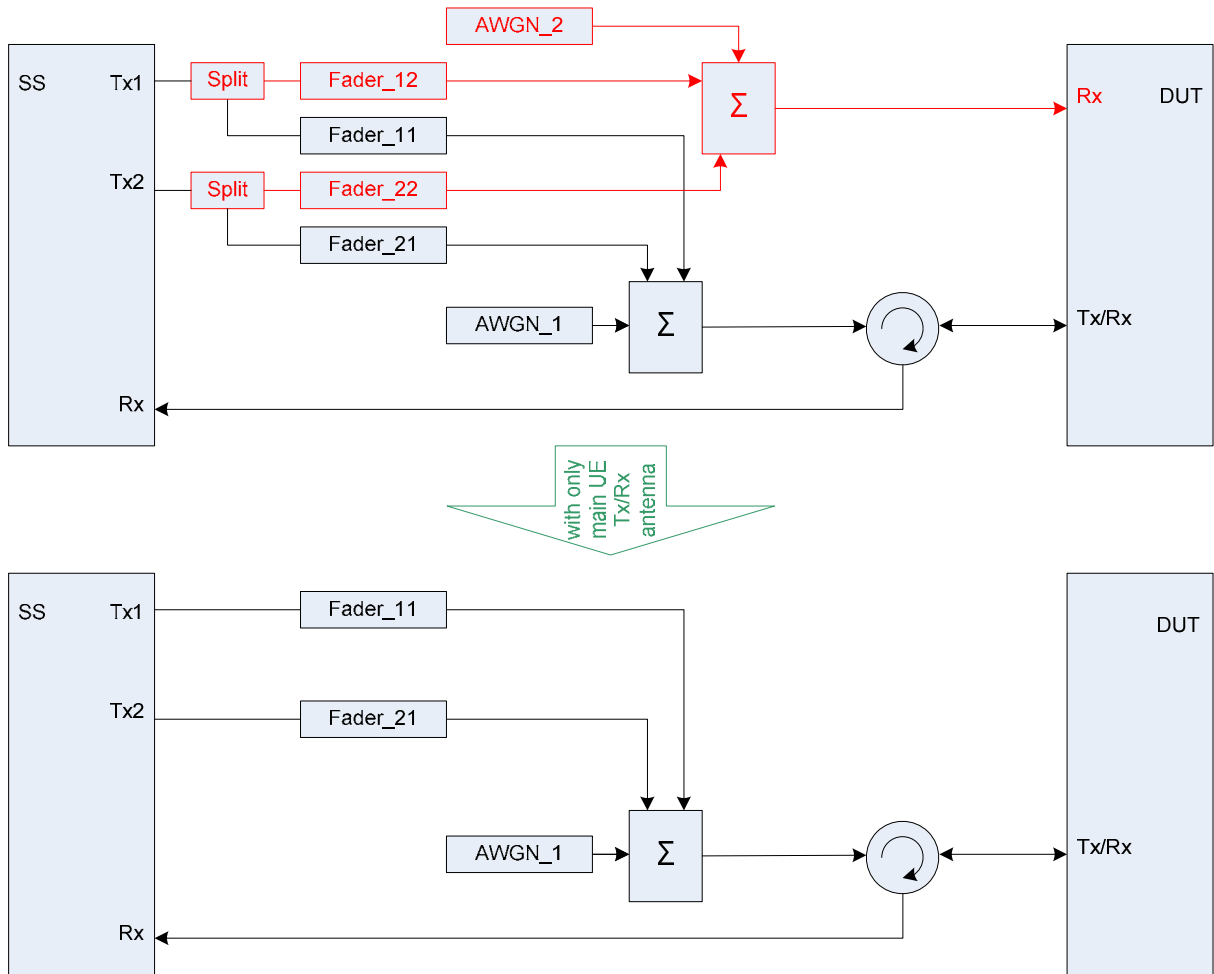 AWGN_2
SS
Tx1
Split
Fader_12
Σ
Rx
DUT
Fader_11
Tx2
Split
Fader_22
Fader_21
AWGN_1
Σ
Tx/Rx
Rx
with only
main UE
Tx/Rx
antenna
SS
Tx1
Fader_11
DUT
Tx2
Fader_21
AWGN_1
Σ
Tx/Rx
Rx